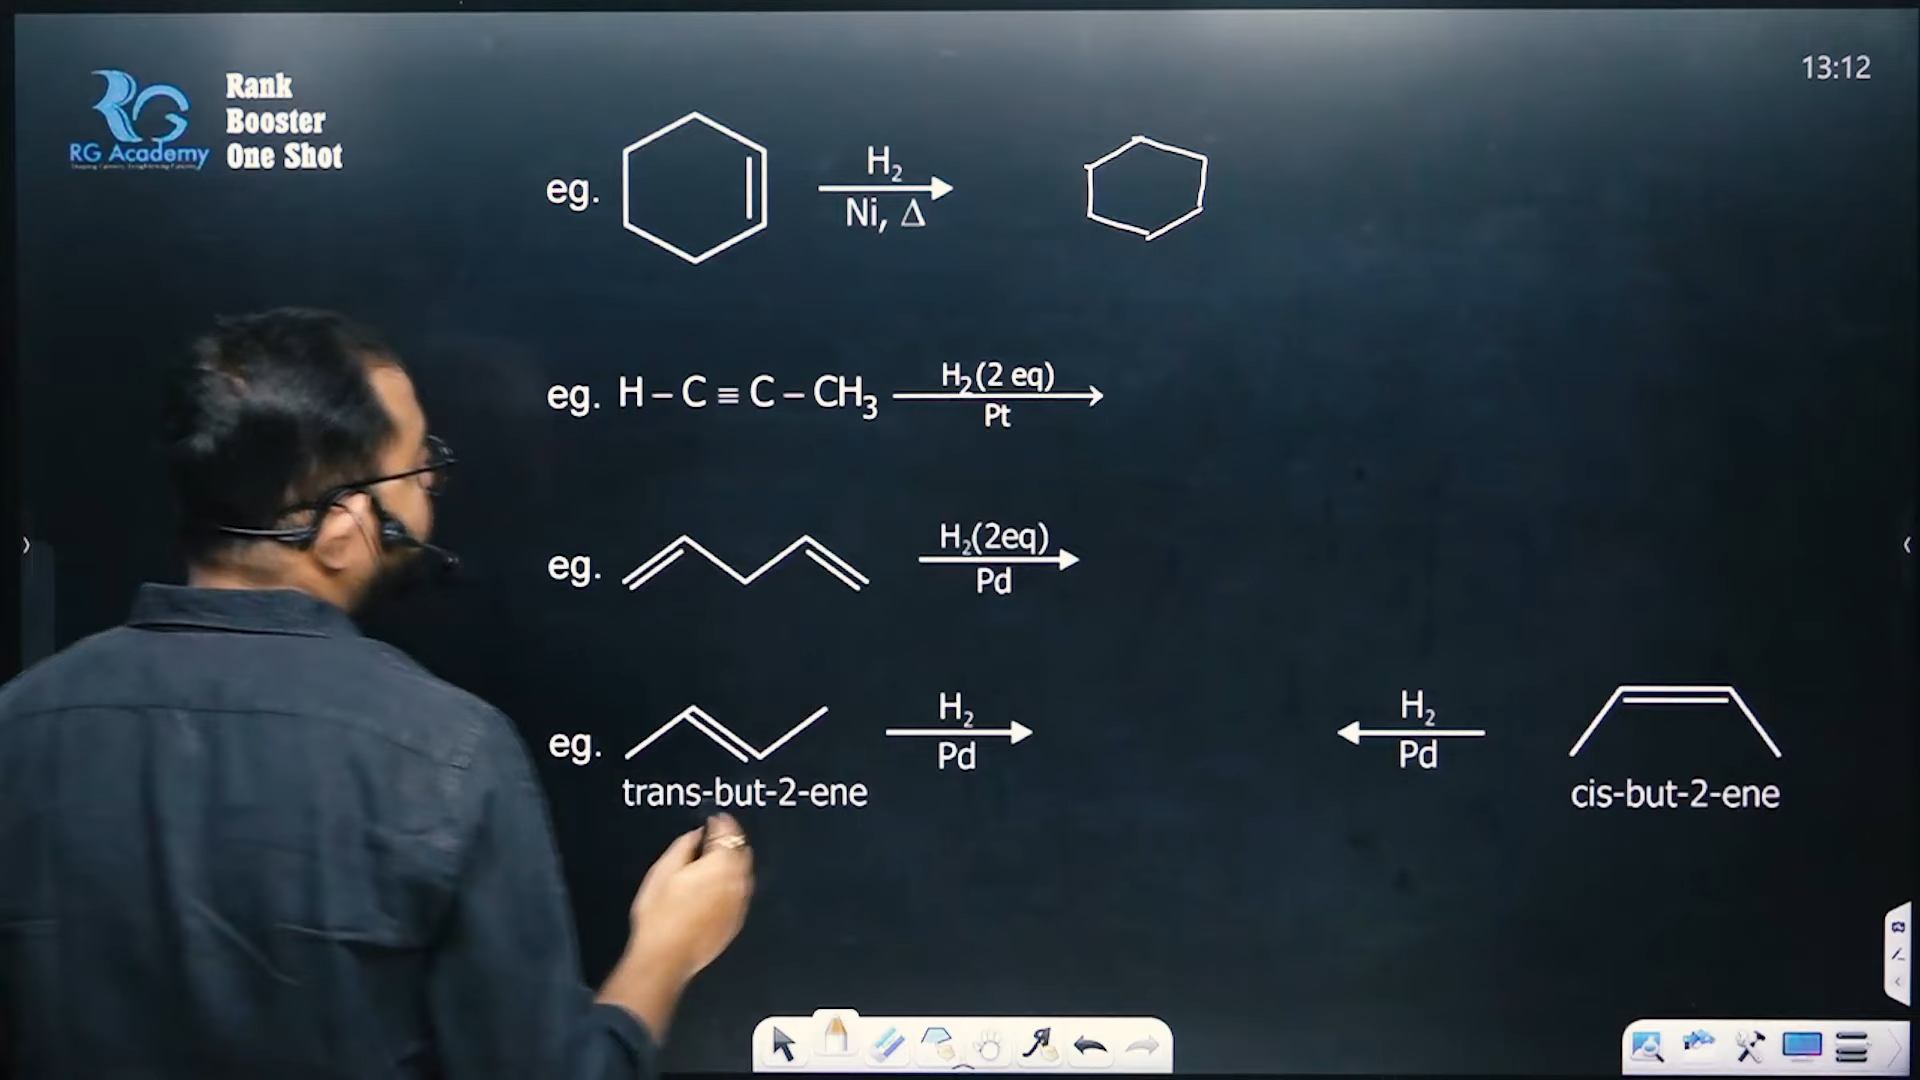 Rank
Booster
One Shot
RG Academy
13:12
eg.
H₂
Ni, Δ
eg. H – C ≡ C – CH₃
H₂(2 eq)
Pt
eg.
H₂(2eq)
Pd
eg.
H₂
Pd
H₂
Pd
trans-but-2-ene
cis-but-2-ene